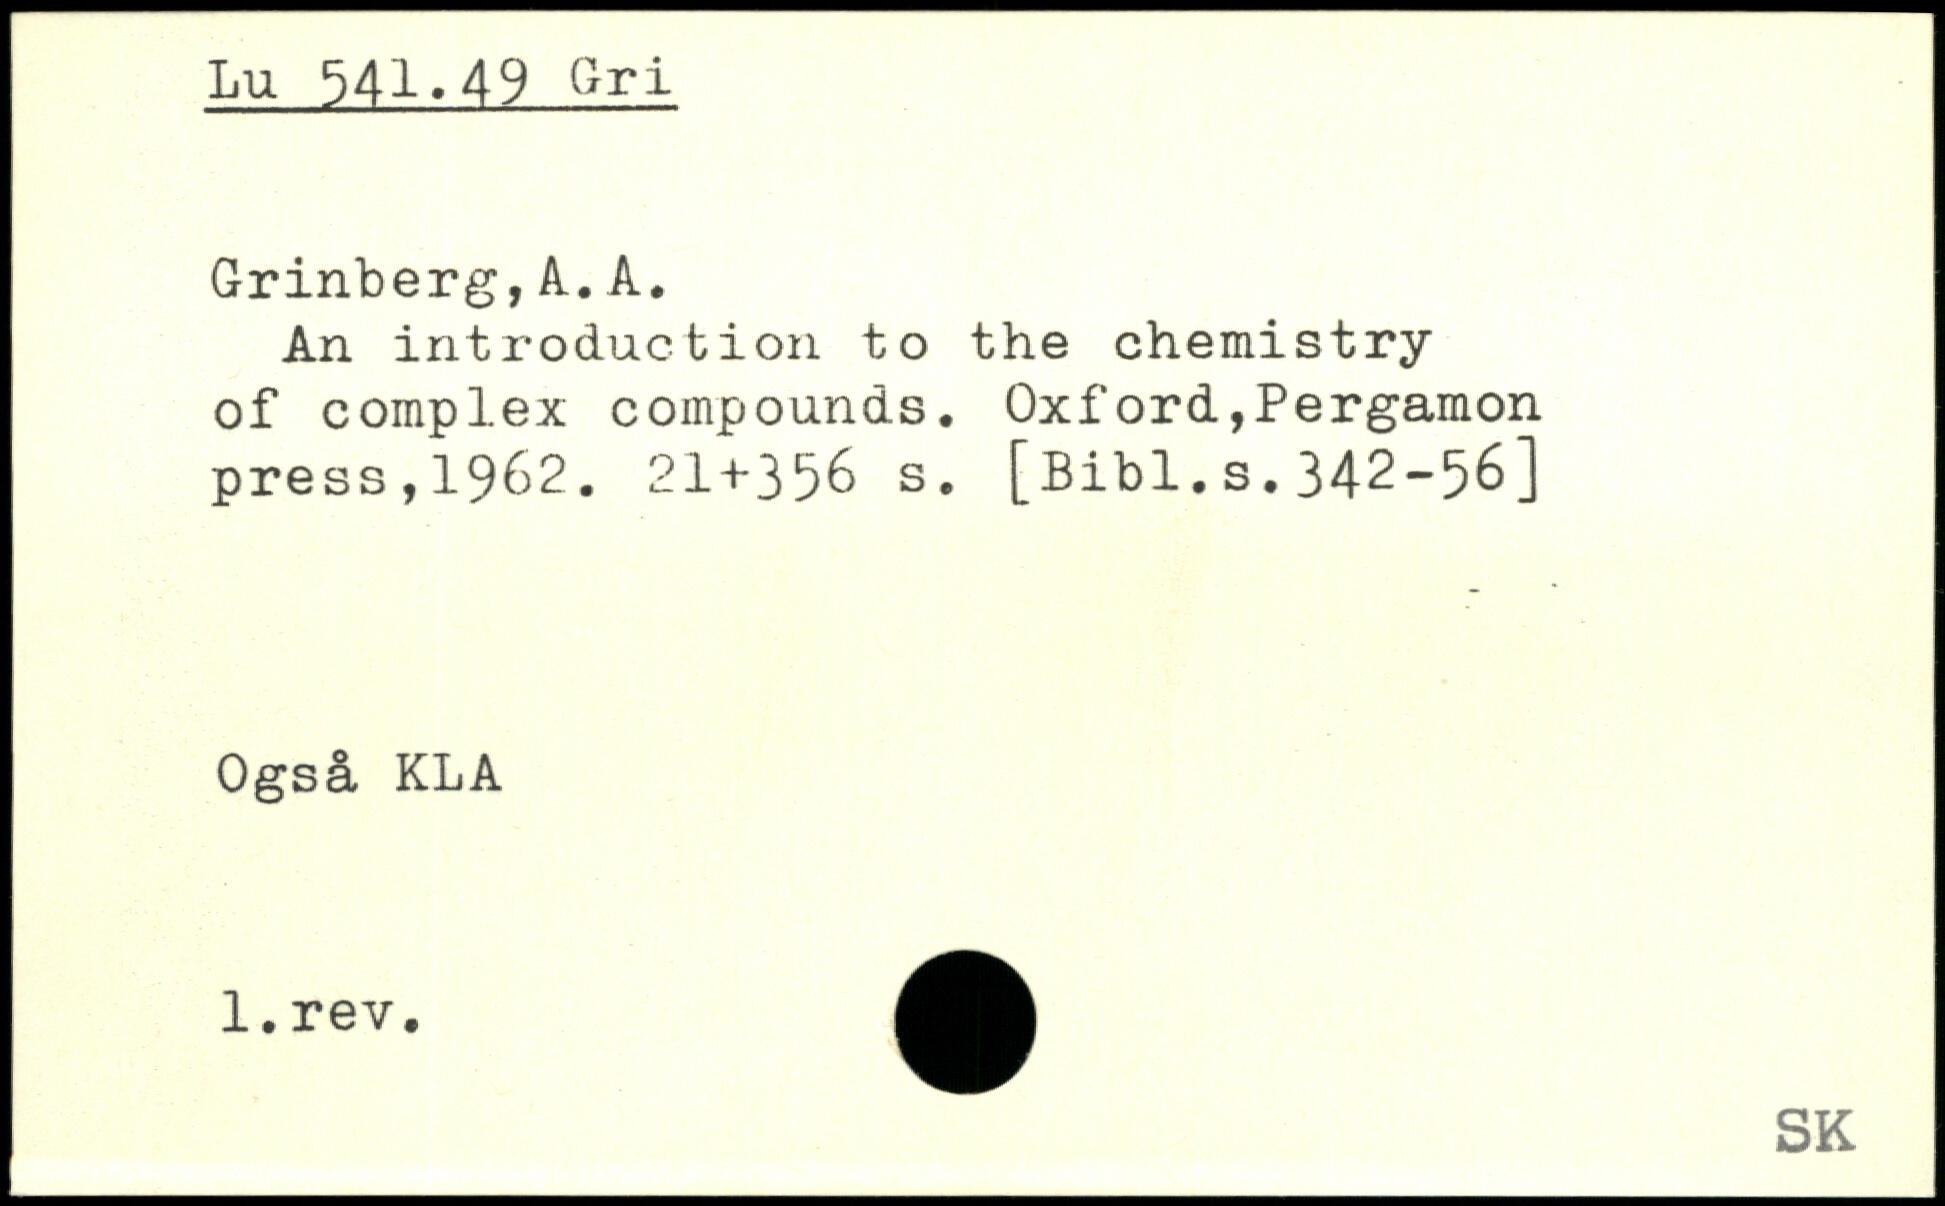 Lu 541.49 Gri
Grinberg,A.A.
An introduction to the chemistry
of complex compounds. Oxford,Pergamon
press,1962. 21+356 s. [Bibl.s.342-56]
Også KLA
1.rev.
SK